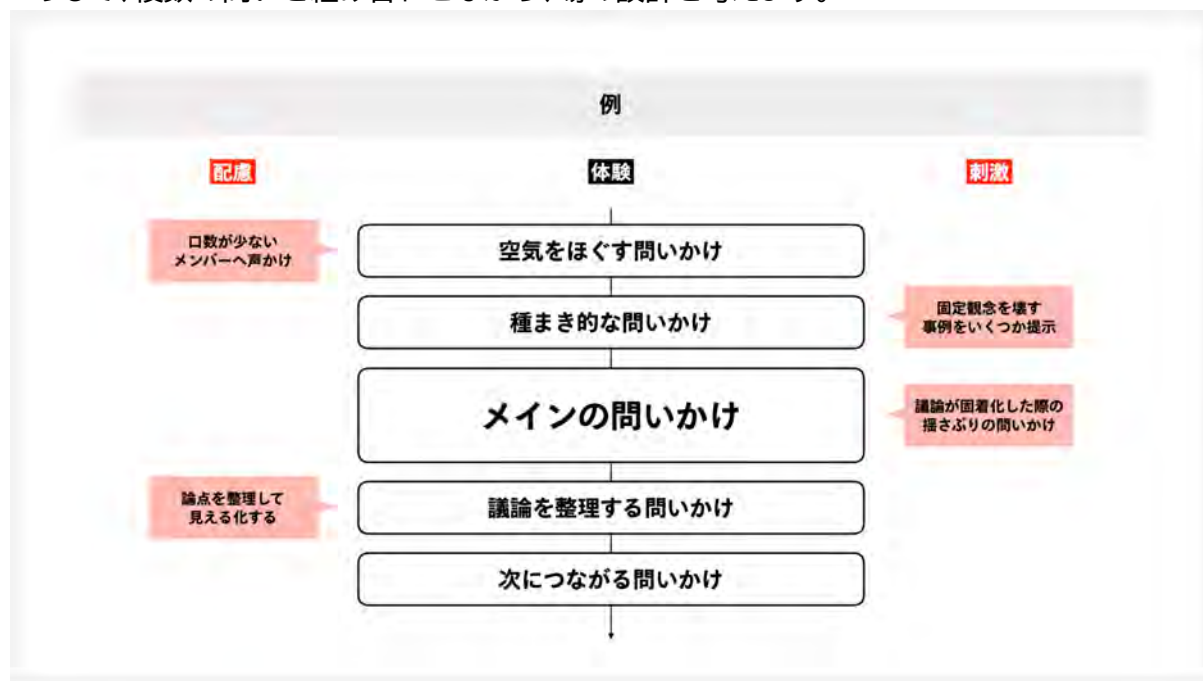 例
配慮
体験
刺激
口数が少ない
メンバーへ声かけ
空気をほぐす問いかけ
種まき的な問いかけ
固定観念を壊す
事例をいくつか提示
メインの問いかけ
議論が固着化した際の
揺さぶりの問いかけ
論点を整理して
見える化する
議論を整理する問いかけ
次につながる問いかけ